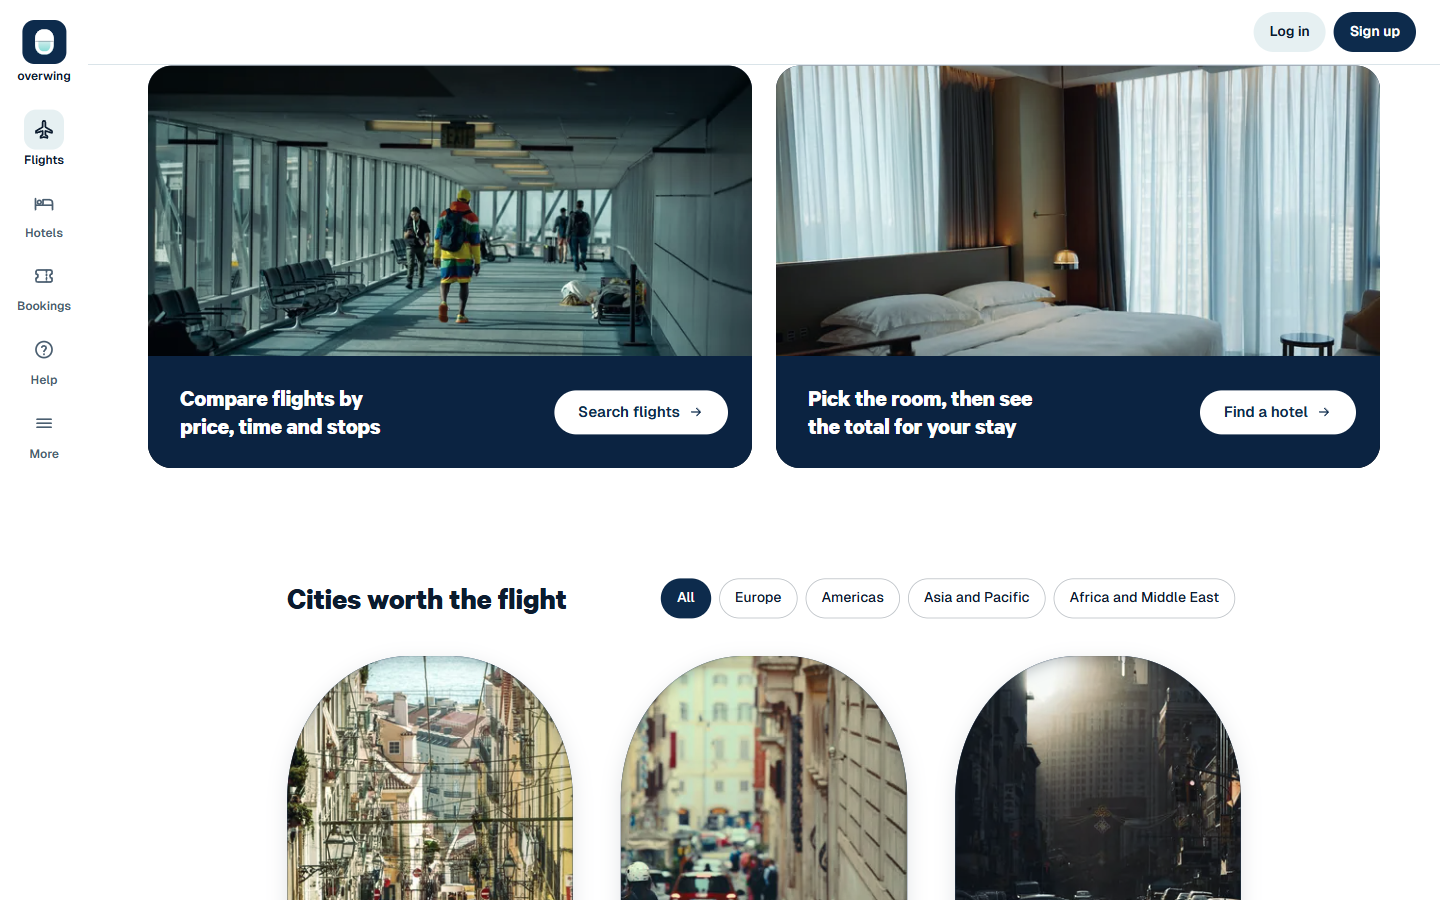 overwing
Flights
Hotels
Bookings
Help
More
Log in
Sign up
EXIT
Compare flights by
price, time and stops
Search flights
Pick the room, then see
the total for your stay
Find a hotel
Cities worth the flight
All
Europe
Americas
Asia and Pacific
Africa and Middle East